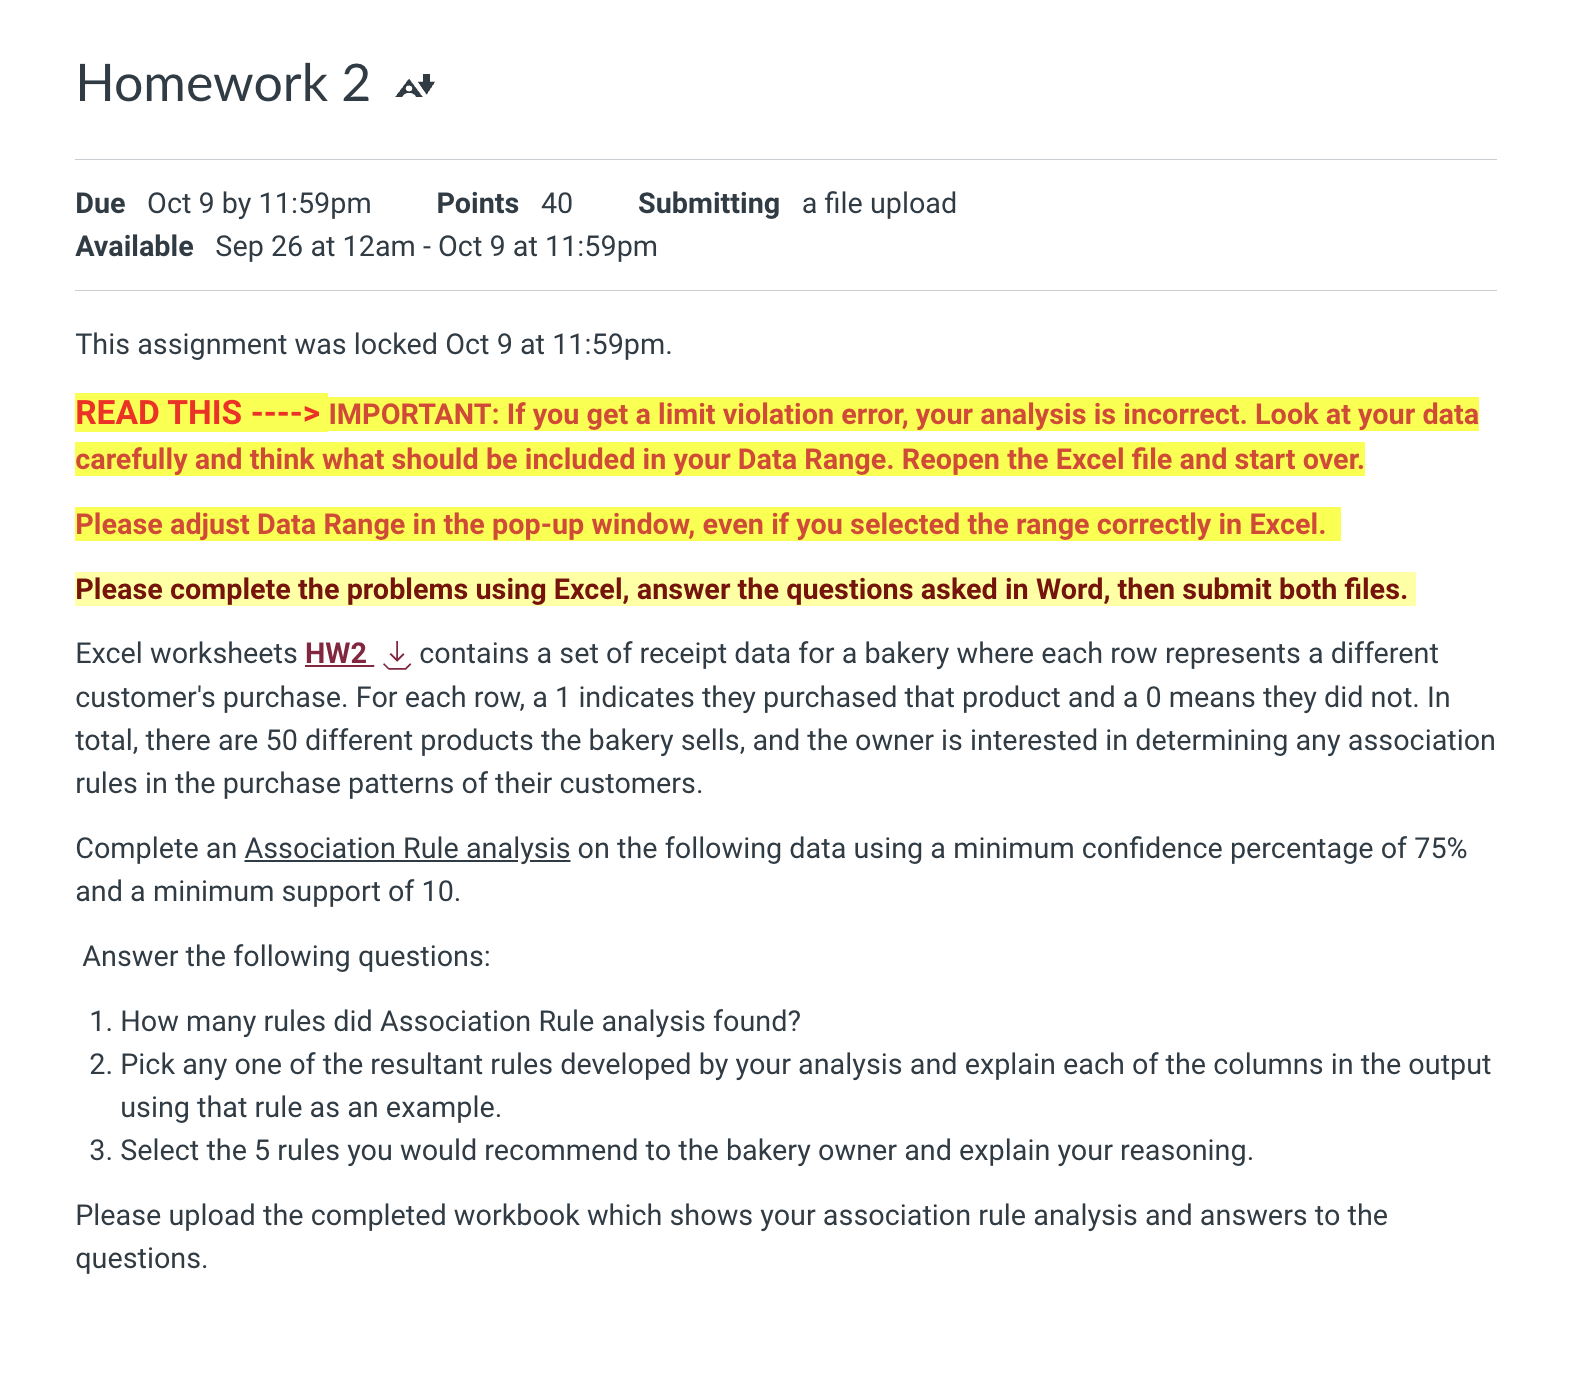 Homework 2
Due Oct 9 by 11:59pm Points 40 Submitting a file upload
Available Sep 26 at 12am - Oct 9 at 11:59pm
This assignment was locked Oct 9 at 11:59pm.
READ THIS ----> IMPORTANT: If you get a limit violation error, your analysis is incorrect. Look at your data
carefully and think what should be included in your Data Range. Reopen the Excel file and start over.
Please adjust Data Range in the pop-up window, even if you selected the range correctly in Excel.
Please complete the problems using Excel, answer the questions asked in Word, then submit both files.
Excel worksheets HW2 contains a set of receipt data for a bakery where each row represents a different
customer's purchase. For each row, a 1 indicates they purchased that product and a 0 means they did not. In
total, there are 50 different products the bakery sells, and the owner is interested in determining any association
rules in the purchase patterns of their customers.
Complete an Association Rule analysis on the following data using a minimum confidence percentage of 75%
and a minimum support of 10.
Answer the following questions:
1. How many rules did Association Rule analysis found?
2. Pick any one of the resultant rules developed by your analysis and explain each of the columns in the output
using that rule as an example.
3. Select the 5 rules you would recommend to the bakery owner and explain your reasoning.
Please upload the completed workbook which shows your association rule analysis and answers to the
questions.